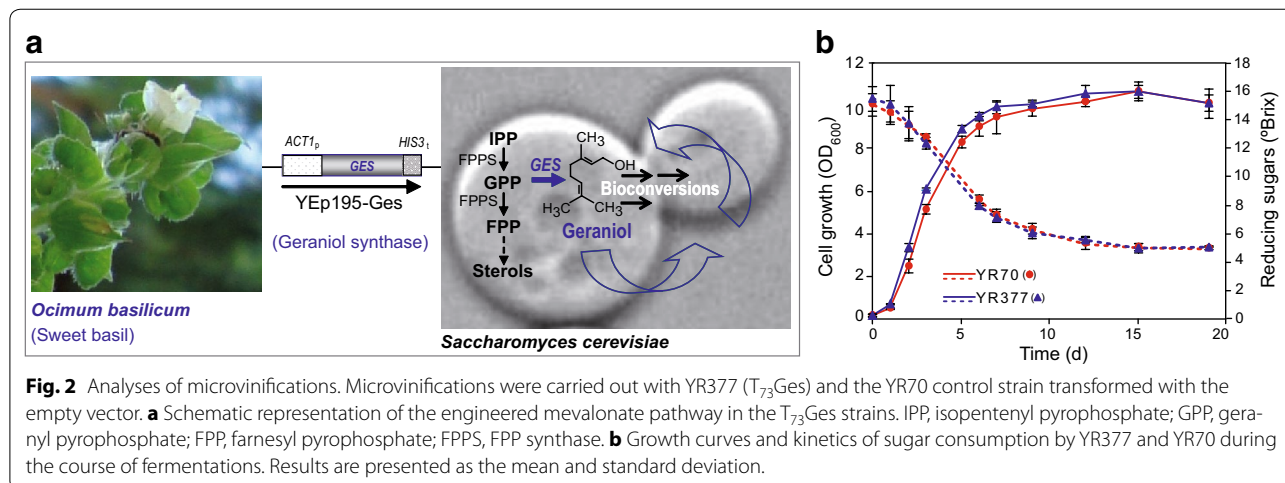 a
ACT1p
HIS3t
GES
YEp195-Ges
(Geraniol synthase)
Ocimum basilicum
(Sweet basil)
IPP
FPPS
GPP
FPPS
FPP
Sterols
GES
CH3
OH
H3C
CH3
Geraniol
Bioconversions
Saccharomyces cerevisiae
b
12
10
8
6
4
2
0
Cell growth (OD600)
18
16
14
12
10
8
6
4
2
0
Reducing sugars (ºBrix)
YR70
YR377
0
5
10
15
20
Time (d)
Fig. 2 Analyses of microvinifications. Microvinifications were carried out with YR377 (T73Ges) and the YR70 control strain transformed with the
empty vector. a Schematic representation of the engineered mevalonate pathway in the T73Ges strains. IPP, isopentenyl pyrophosphate; GPP, gera-
nyl pyrophosphate; FPP, farnesyl pyrophosphate; FPPS, FPP synthase. b Growth curves and kinetics of sugar consumption by YR377 and YR70 during
the course of fermentations. Results are presented as the mean and standard deviation.